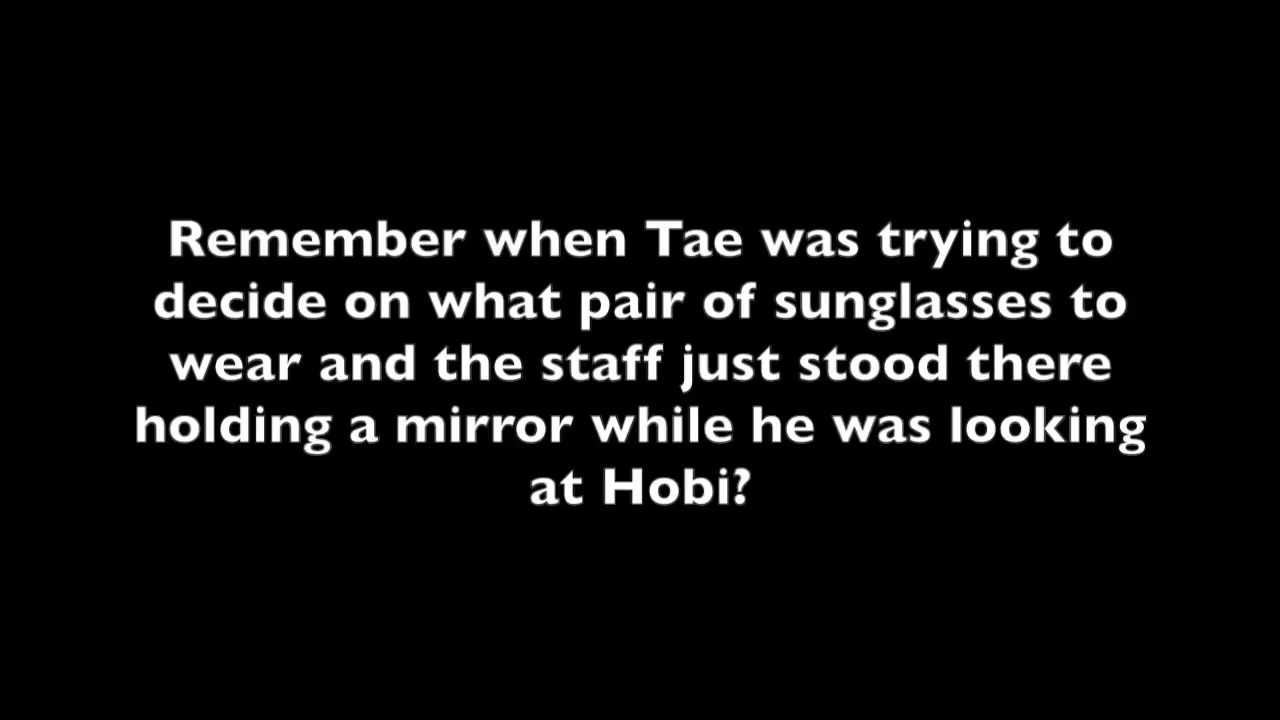 Remember when Tae was trying to
decide on what pair of sunglasses to
wear and the staff just stood there
holding a mirror while he was looking
at Hobi?